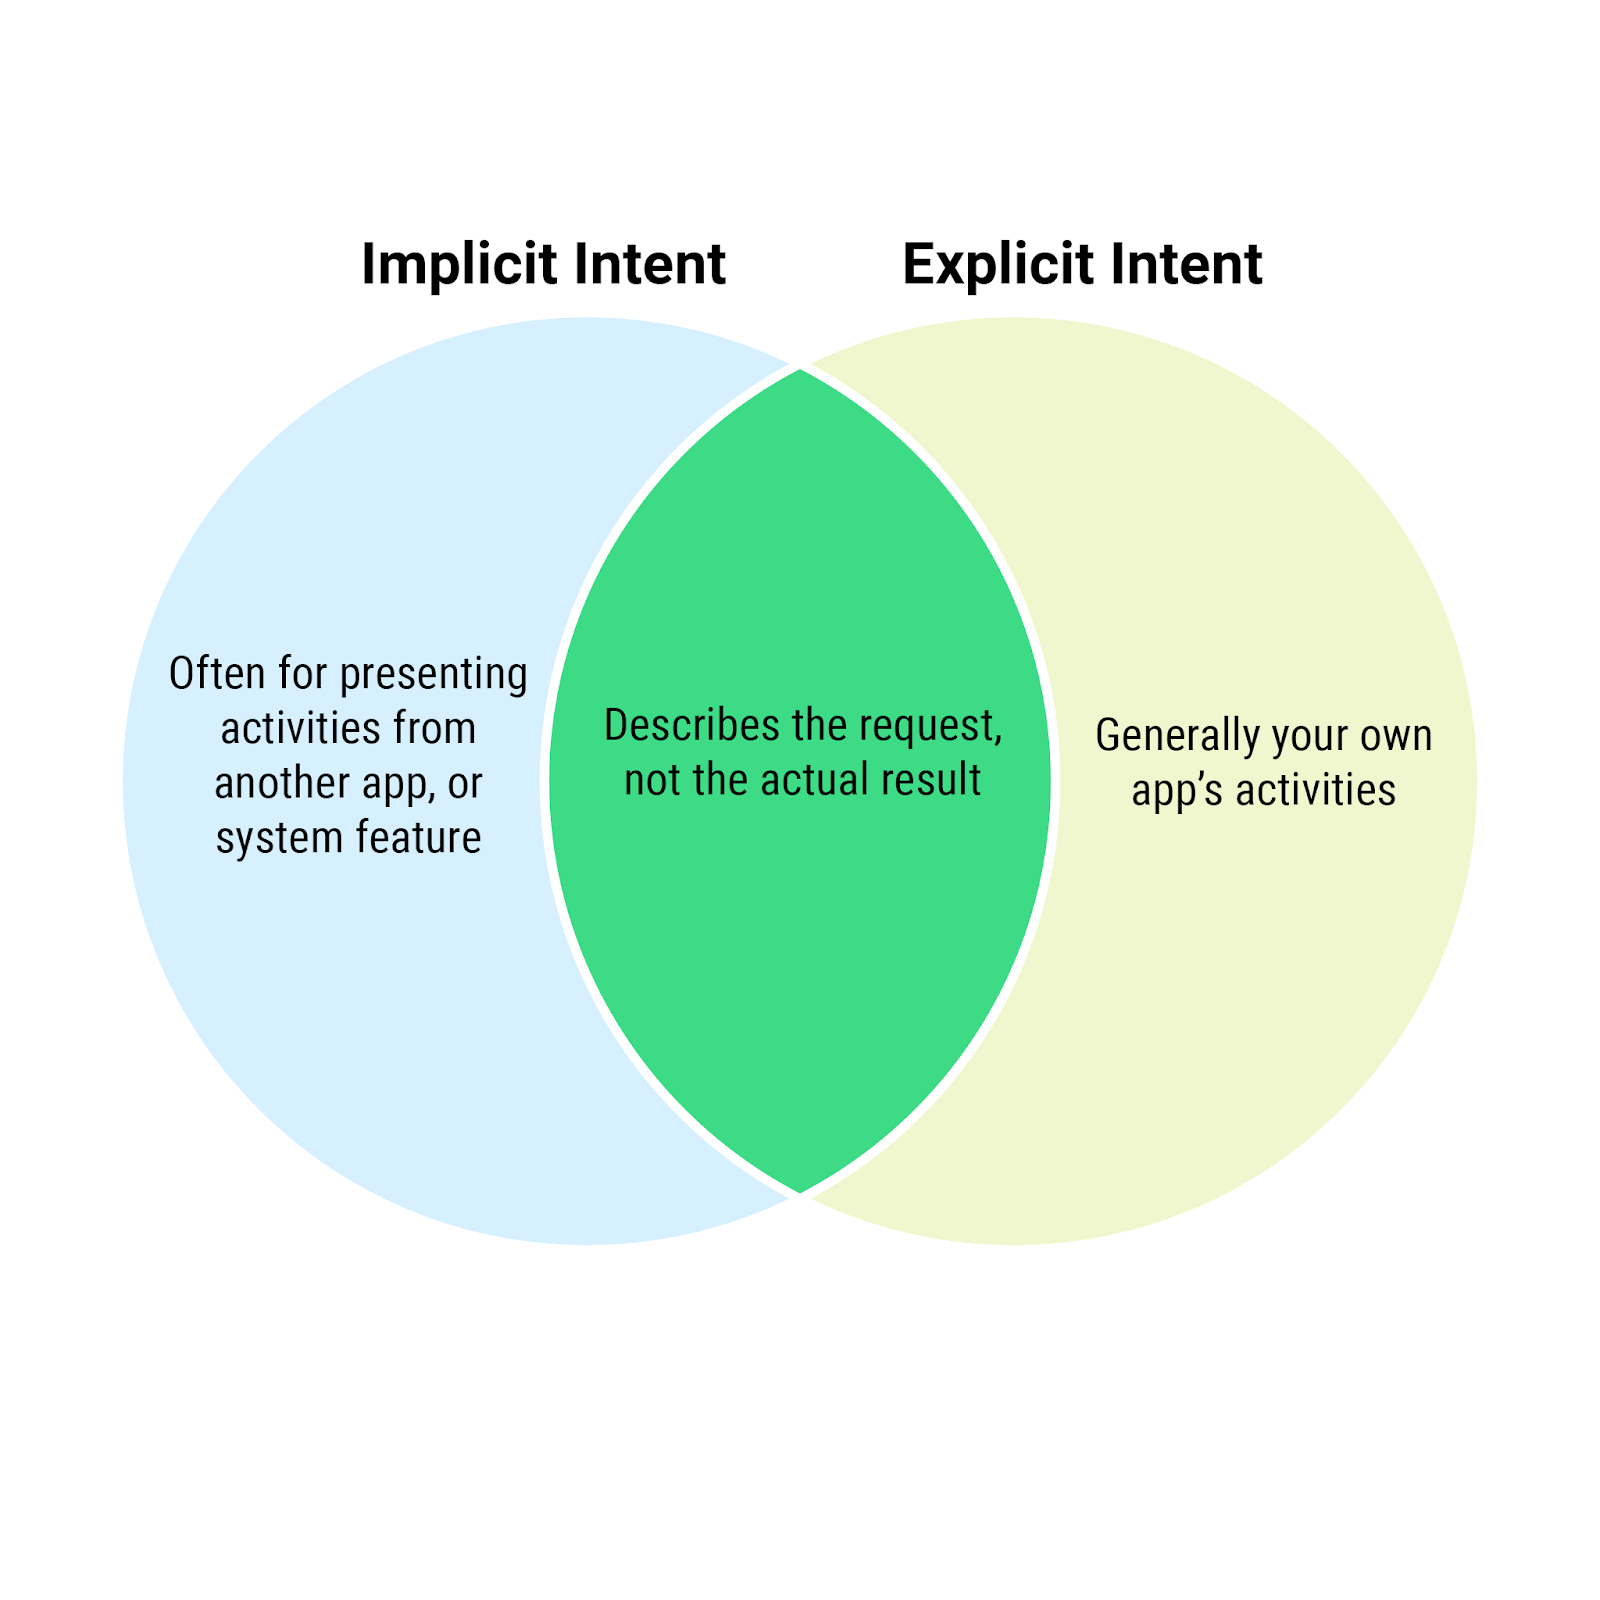 Implicit Intent
Explicit Intent
Often for presenting
activities from
another app, or
system feature
Describes the request,
not the actual result
Generally your own
app’s activities